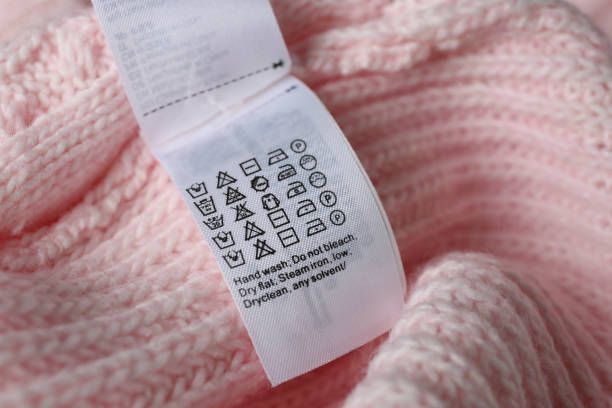 Hand wash. Do not bleach.
Dry flat. Steam iron, low.
Dryclean, any solvent/